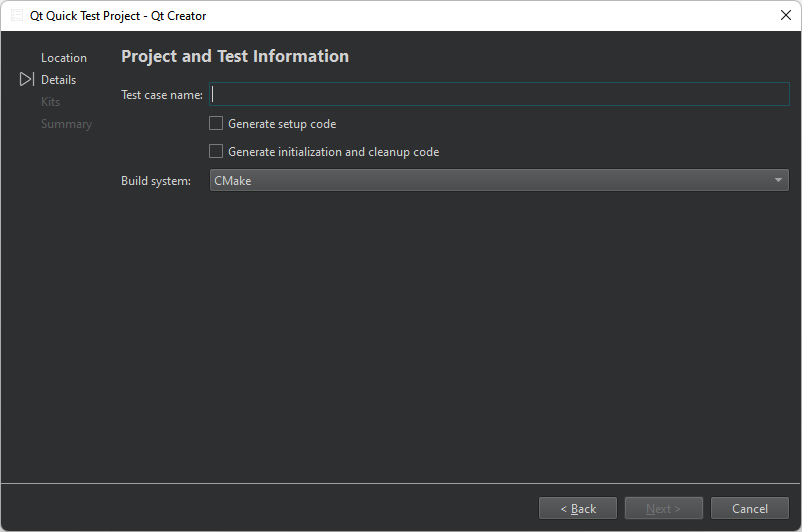 Qt Quick Test Project - Qt Creator
Location
Details
Kits
Summary
Project and Test Information
Test case name:
Generate setup code
Generate initialization and cleanup code
Build system: CMake
< Back Next > Cancel